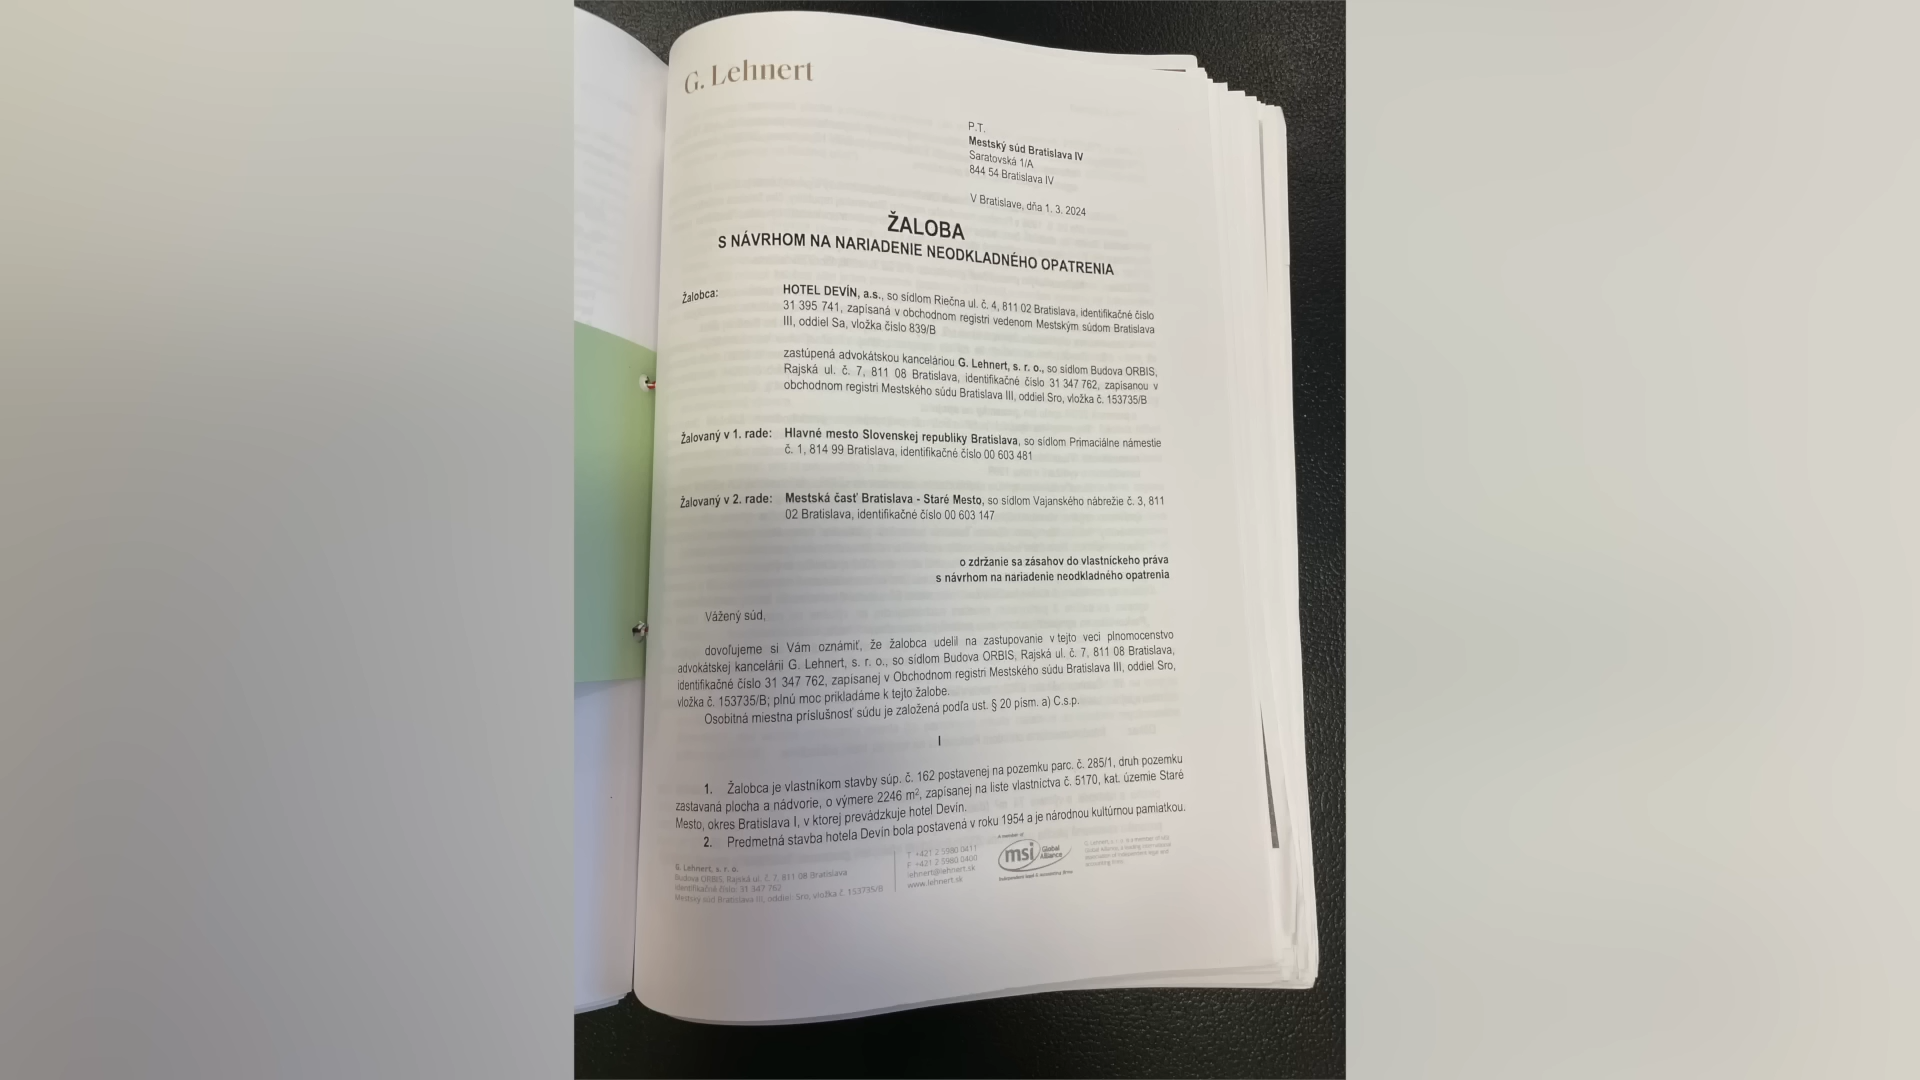 G. Lehnert
P.T.
Mestský súd Bratislava IV
Saratovská 1/A
844 54 Bratislava IV
V Bratislave, dňa 1. 3. 2024
ŽALOBA
S NÁVRHOM NA NARIADENIE NEODKLADNÉHO OPATRENIA
Žalobca:
HOTEL DEVÍN, a.s., so sídlom Riečna ul. č. 4, 811 02 Bratislava, identifikačné číslo
31 395 741, zapísaná v obchodnom registri vedenom Mestským súdom Bratislava
III, oddiel Sa, vložka číslo 839/B
zastúpená advokátskou kanceláriou G. Lehnert, s. r. o., so sídlom Budova ORBIS,
Rajská ul. č. 7, 811 08 Bratislava, identifikačné číslo 31 347 762, zapísanou v
obchodnom registri Mestského súdu Bratislava III, oddiel Sro, vložka č. 153735/B
Žalovaný v 1. rade: Hlavné mesto Slovenskej republiky Bratislava, so sídlom Primaciálne námestie
č. 1, 814 99 Bratislava, identifikačné číslo 00 603 481
Žalovaný v 2. rade: Mestská časť Bratislava - Staré Mesto, so sídlom Vajanského nábrežie č. 3, 811
02 Bratislava, identifikačné číslo 00 603 147
o zdržanie sa zásahov do vlastníckeho práva
s návrhom na nariadenie neodkladného opatrenia
Vážený súd,
dovoľujeme si Vám oznámiť, že žalobca udelil na zastupovanie v tejto veci plnomocenstvo
advokátskej kancelárii G. Lehnert, s. r. o., so sídlom Budova ORBIS, Rajská ul. č. 7, 811 08 Bratislava,
identifikačné číslo 31 347 762, zapísanej v Obchodnom registri Mestského súdu Bratislava III, oddiel Sro,
vložka č. 153735/B; plnú moc prikladáme k tejto žalobe.
Osobitná miestna príslušnosť súdu je založená podľa ust. § 20 písm. a) C.s.p.
I
1. Žalobca je vlastníkom stavby súp. č. 162 postavenej na pozemku parc. č. 285/1, druh pozemku
zastavaná plocha a nádvorie, o výmere 2246 m², zapísanej na liste vlastníctva č. 5170, kat. územie Staré
Mesto, okres Bratislava I, v ktorej prevádzkuje hotel Devín.
2. Predmetná stavba hotela Devín bola postavená v roku 1954 a je národnou kultúrnou pamiatkou.
G. Lehnert, s. r. o.
Budova ORBIS, Rajská ul. č. 7, 811 08 Bratislava
Identifikačné číslo: 31 347 762
Mestský súd Bratislava III, oddiel: Sro, vložka č. 153735/B
T +421 2 5980 0411
F +421 2 5980 0400
lehnert@lehnert.sk
www.lehnert.sk
A member of
msi Global
Alliance
Independent legal & accounting firms